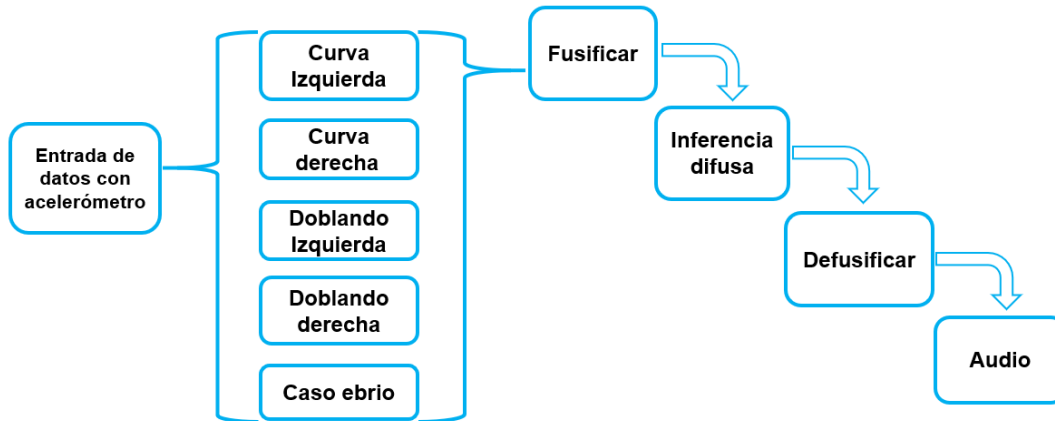 Entrada de
datos con
acelerómetro
Curva
Izquierda
Curva
derecha
Doblando
Izquierda
Doblando
derecha
Caso ebrio
Fusificar
Inferencia
difusa
Defusificar
Audio